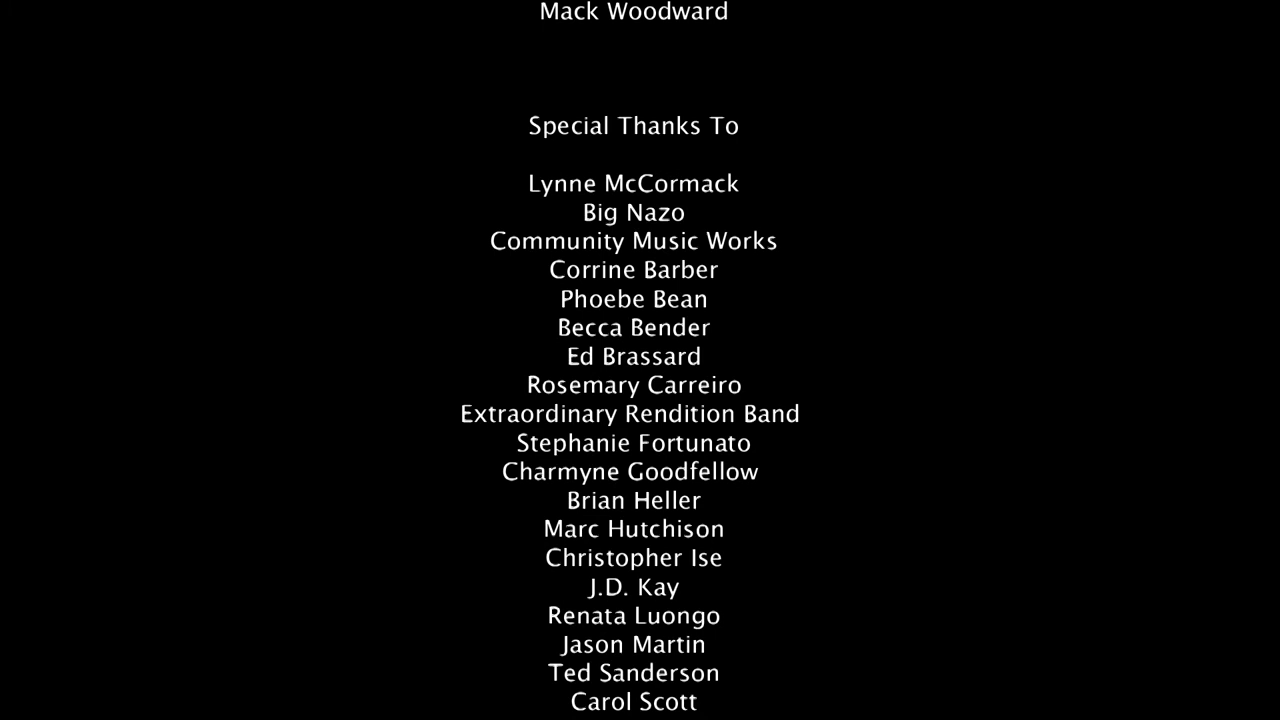 Mack Woodward
Special Thanks To
Lynne McCormack
Big Nazo
Community Music Works
Corrine Barber
Phoebe Bean
Becca Bender
Ed Brassard
Rosemary Carreiro
Extraordinary Rendition Band
Stephanie Fortunato
Charmyne Goodfellow
Brian Heller
Marc Hutchison
Christopher Ise
J.D. Kay
Renata Luongo
Jason Martin
Ted Sanderson
Carol Scott